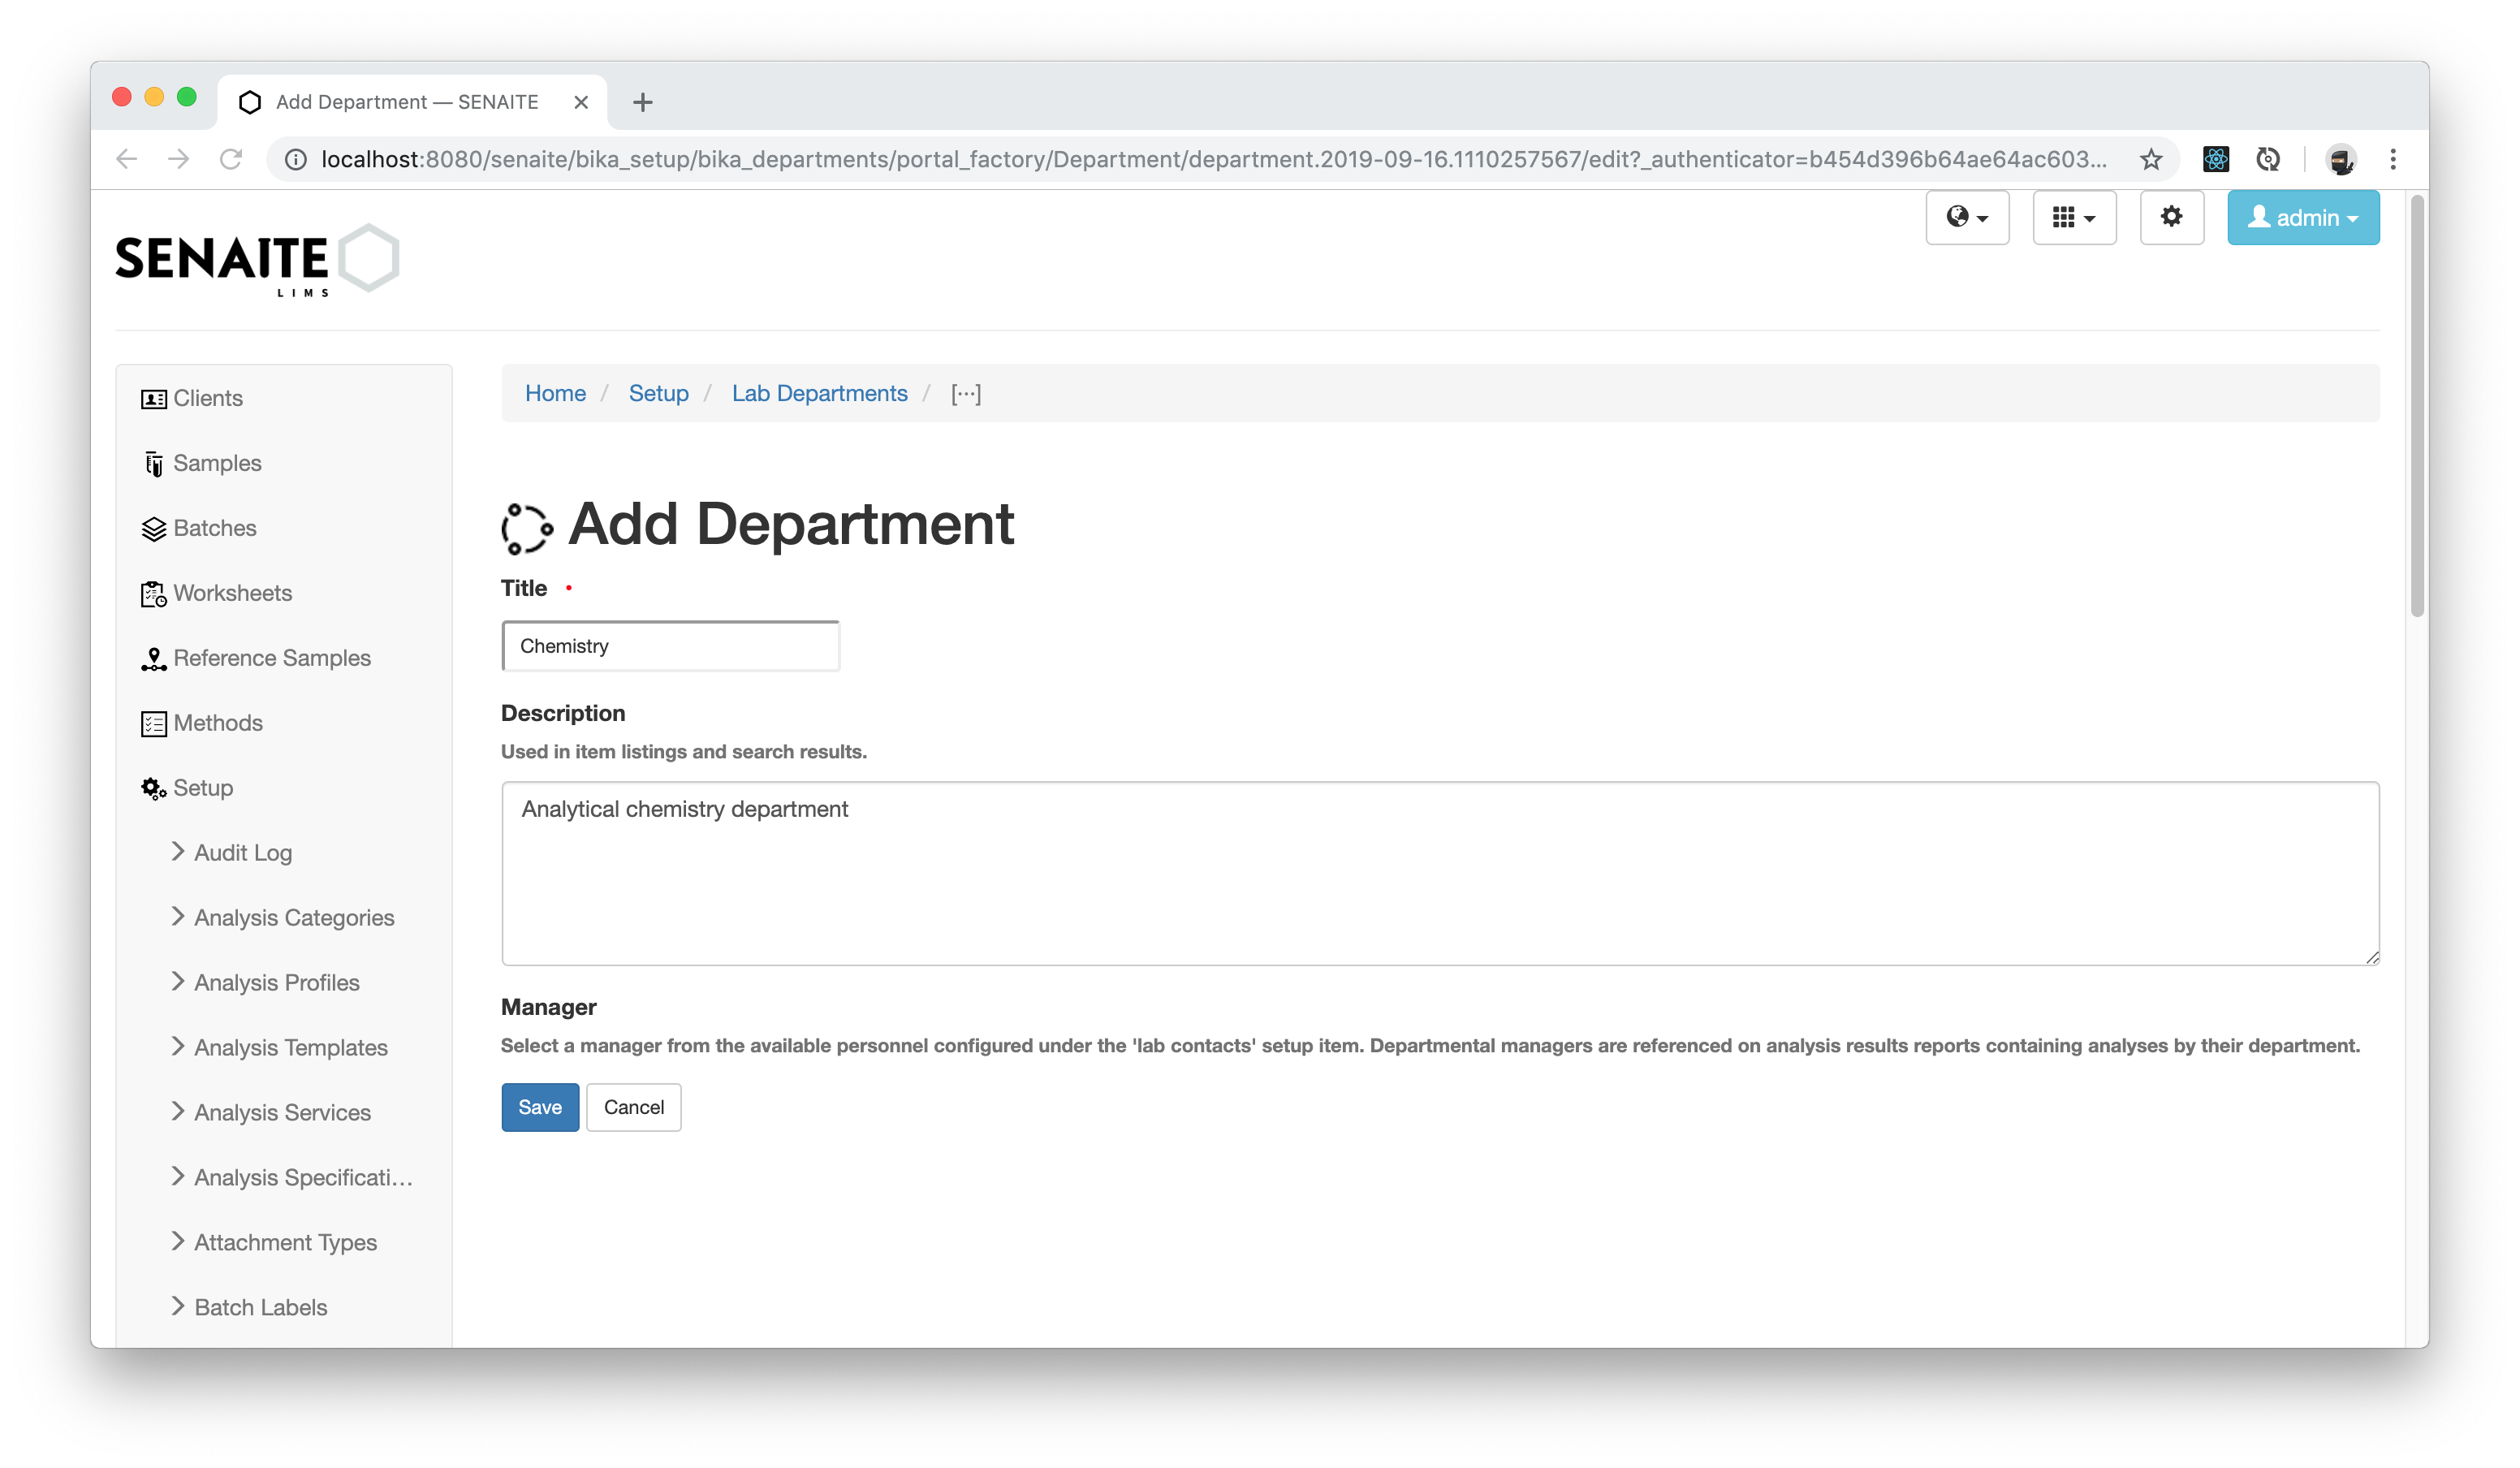 Add Department — SENAITE
localhost:8080/senaite/bika_setup/bika_departments/portal_factory/Department/department.2019-09-16.1110257567/edit?_authenticator=b454d396b64ae64ac603...
SENAITE
LIMS
admin
Clients
Samples
Batches
Worksheets
Reference Samples
Methods
Setup
Audit Log
Analysis Categories
Analysis Profiles
Analysis Templates
Analysis Services
Analysis Specificati...
Attachment Types
Batch Labels
Home / Setup / Lab Departments / [...]
Add Department
Title
Chemistry
Description
Used in item listings and search results.
Analytical chemistry department
Manager
Select a manager from the available personnel configured under the 'lab contacts' setup item. Departmental managers are referenced on analysis results reports containing analyses by their department.
Save Cancel